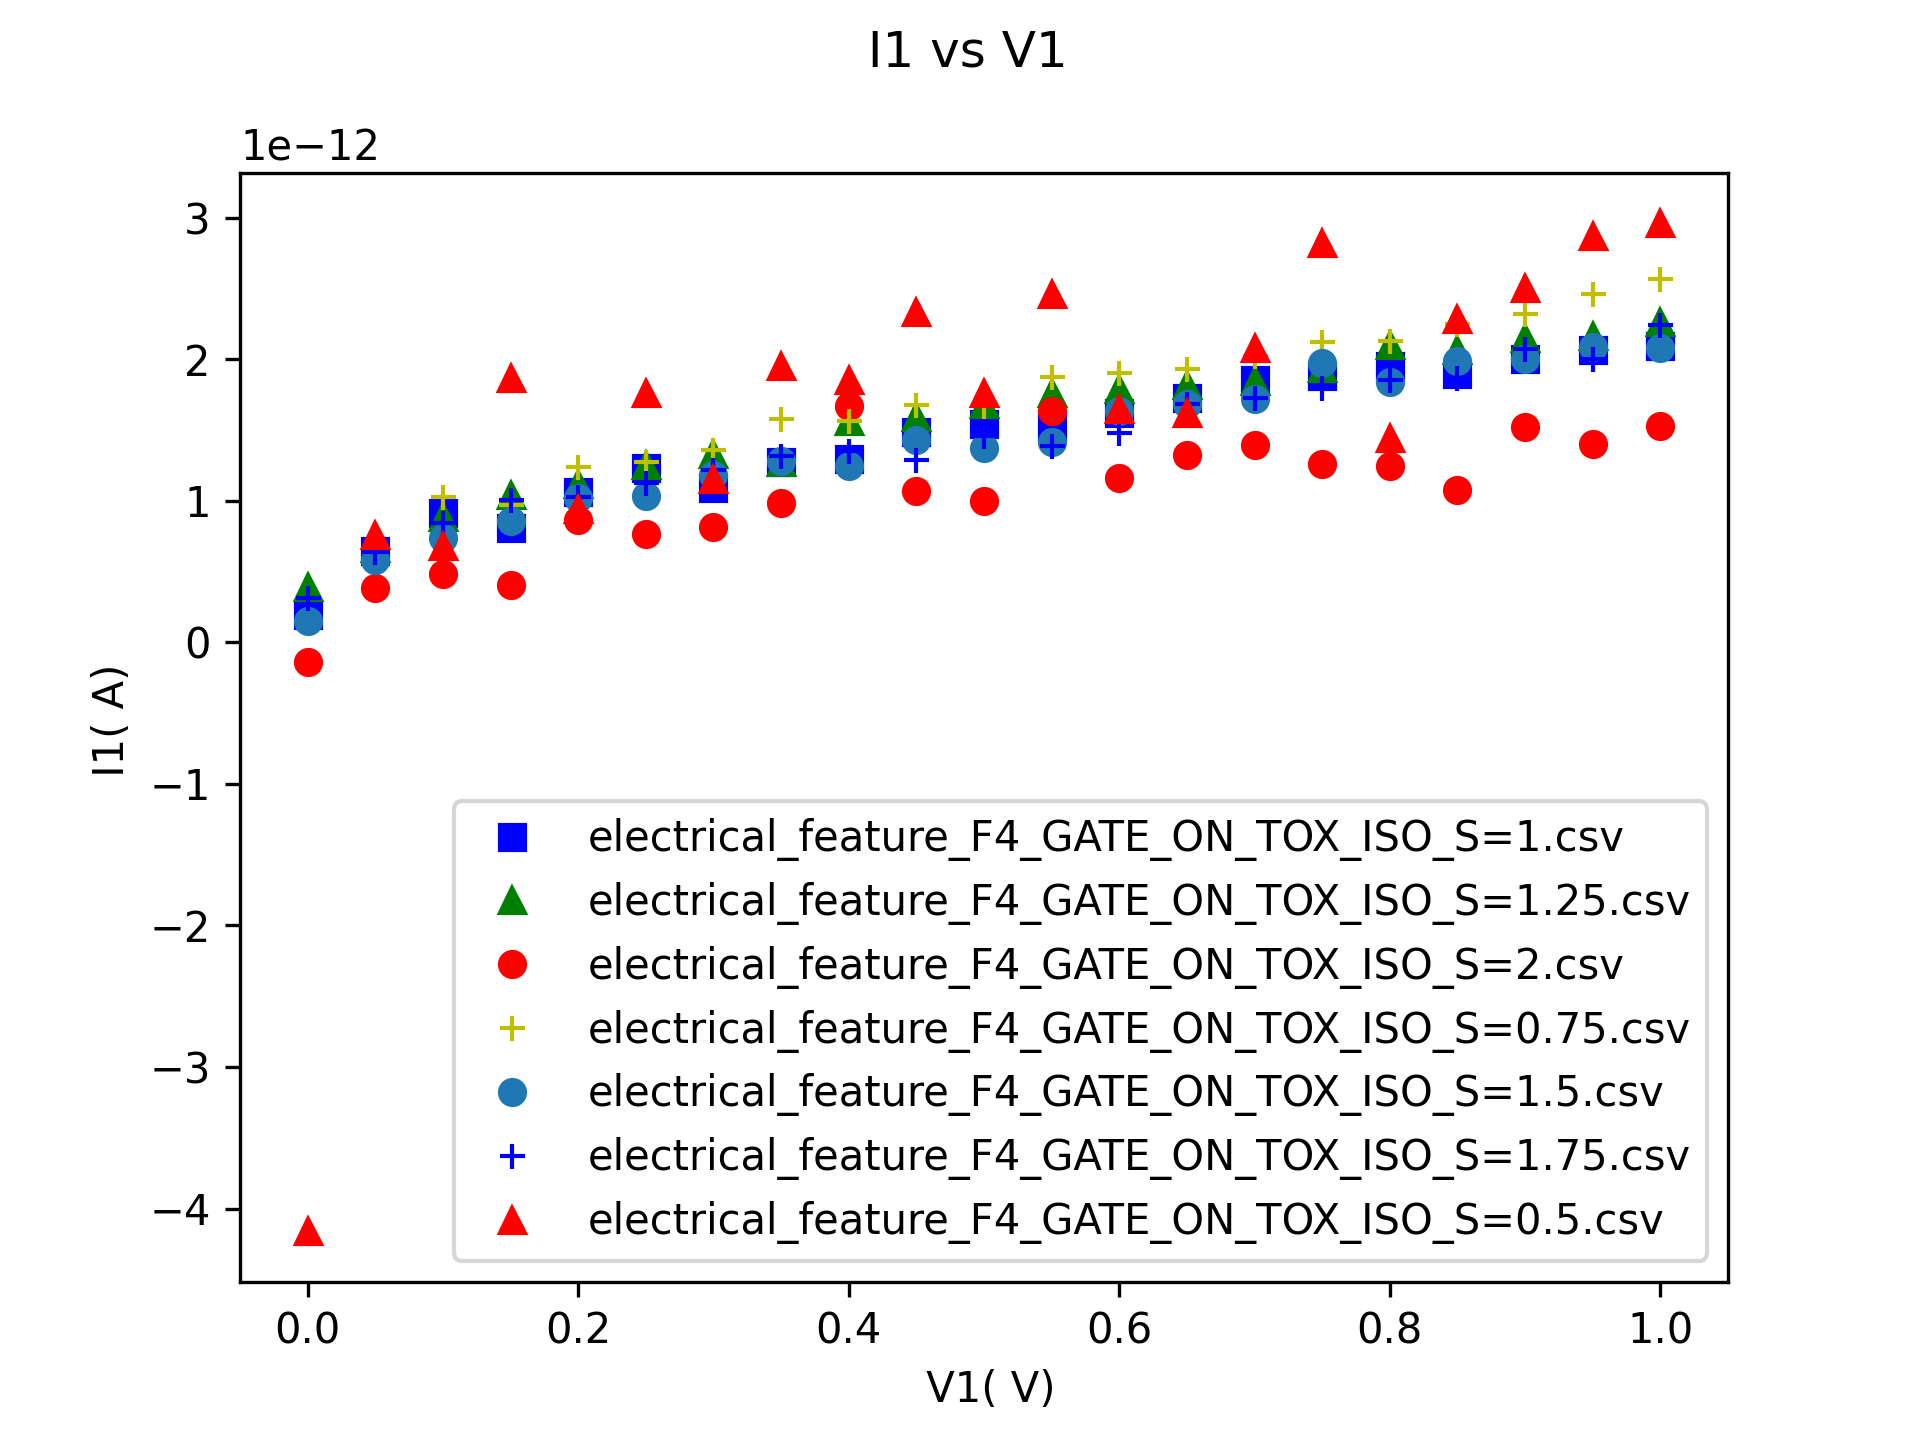 I1 vs V1
1e−12
3
2
1
0
−1
−2
−3
−4
I1( A)
electrical_feature_F4_GATE_ON_TOX_ISO_S=1.csv
electrical_feature_F4_GATE_ON_TOX_ISO_S=1.25.csv
electrical_feature_F4_GATE_ON_TOX_ISO_S=2.csv
electrical_feature_F4_GATE_ON_TOX_ISO_S=0.75.csv
electrical_feature_F4_GATE_ON_TOX_ISO_S=1.5.csv
electrical_feature_F4_GATE_ON_TOX_ISO_S=1.75.csv
electrical_feature_F4_GATE_ON_TOX_ISO_S=0.5.csv
0.0 0.2 0.4 0.6 0.8 1.0
V1( V)